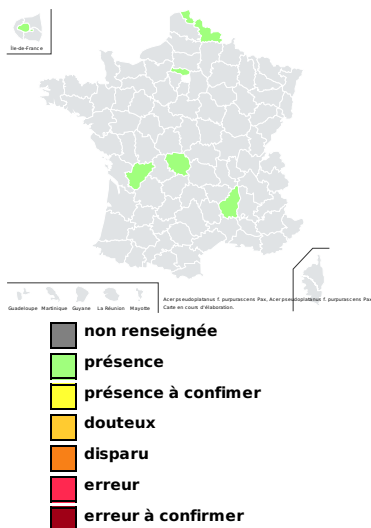 Île-de-France
Guadeloupe Martinique Guyane La Réunion Mayotte
Acer pseudoplatanus f. purpurascens Pax, Acer pseudoplatanus f. purpurascens Pax
Carte en cours d'élaboration.
non renseignée
présence
présence à confimer
douteux
disparu
erreur
erreur à confirmer